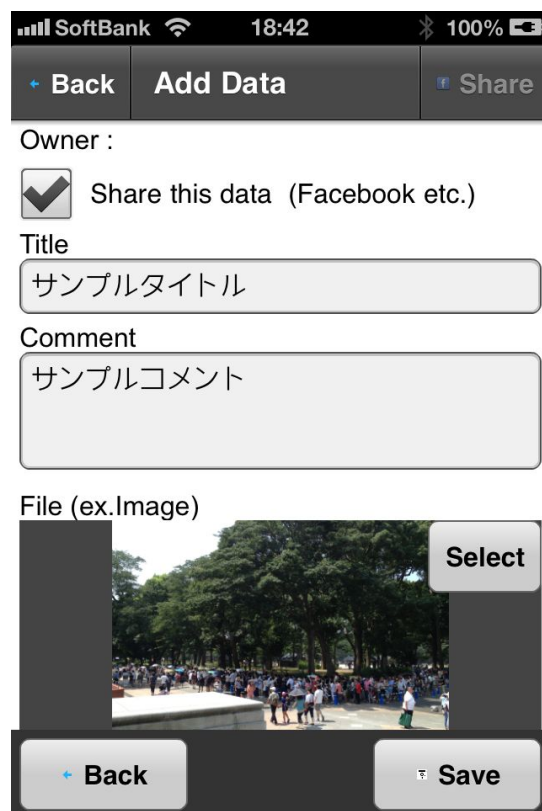 SoftBank 18:42 100%
Back Add Data Share
Owner :
Share this data (Facebook etc.)
Title
サンプルタイトル
Comment
サンプルコメント
File (ex.Image)
Select
Back Save